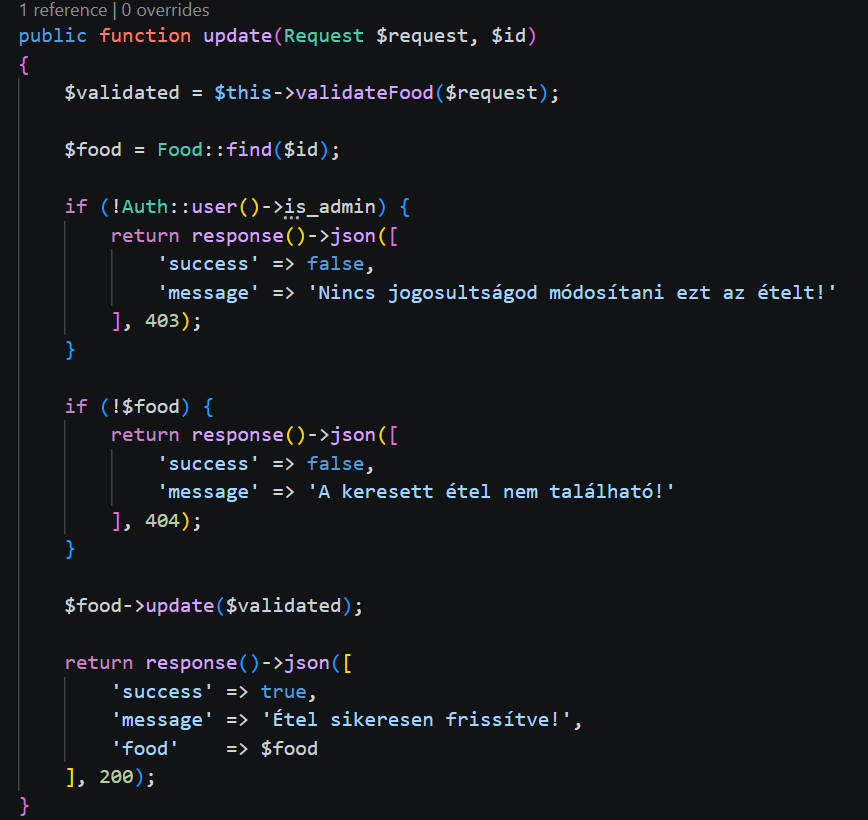 1 reference | 0 overrides
public function update(Request $request, $id)
{
    $validated = $this->validateFood($request);

    $food = Food::find($id);

    if (!Auth::user()->is_admin) {
        return response()->json([
            'success' => false,
            'message' => 'Nincs jogosultságod módosítani ezt az ételt!'
        ], 403);
    }

    if (!$food) {
        return response()->json([
            'success' => false,
            'message' => 'A keresett étel nem található!'
        ], 404);
    }

    $food->update($validated);

    return response()->json([
        'success' => true,
        'message' => 'Étel sikeresen frissítve!',
        'food'    => $food
    ], 200);
}